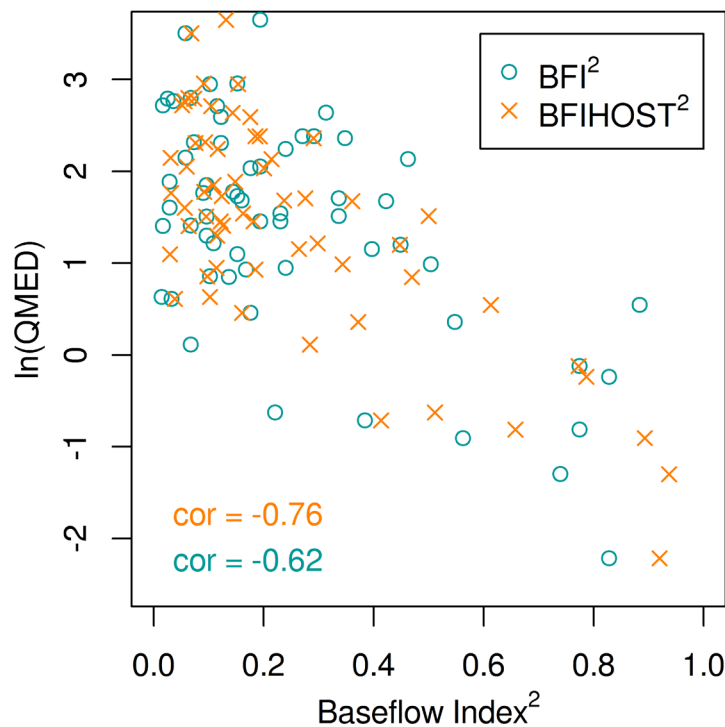 BFI²
BFIHOST²
ln(QMED)
3
2
1
0
-1
-2
cor = -0.76
cor = -0.62
0.0 0.2 0.4 0.6 0.8 1.0
Baseflow Index²